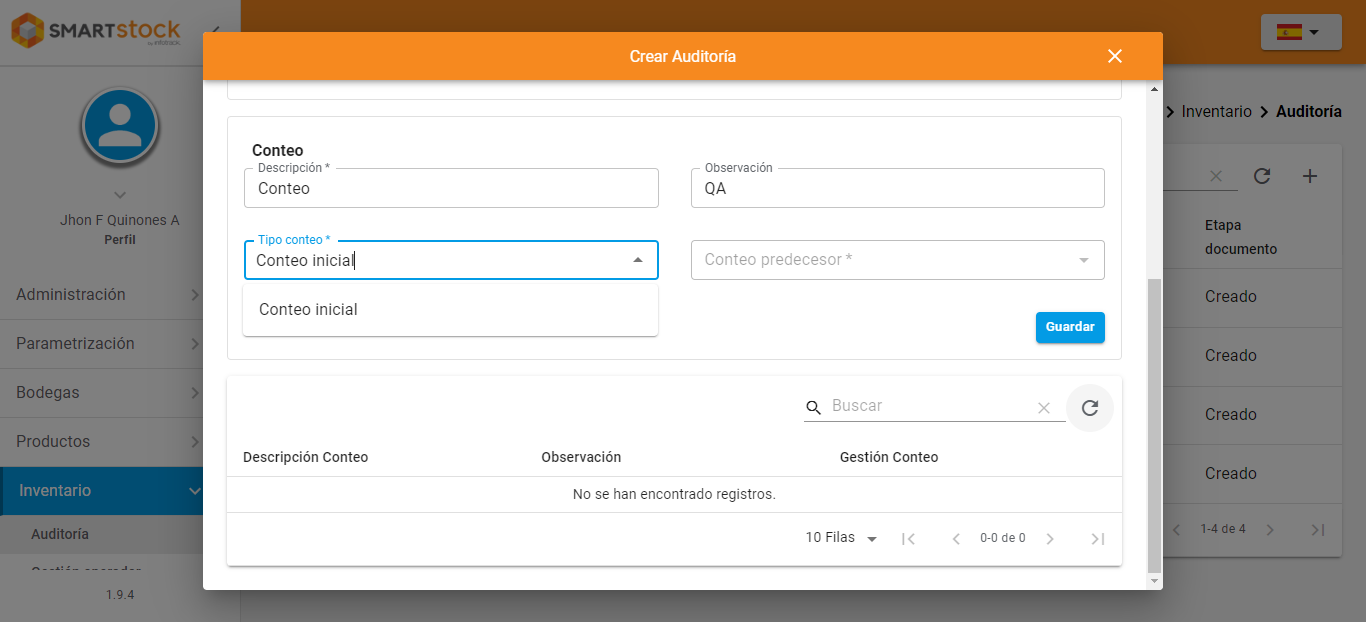 SMARTstock
by infotrack
Crear Auditoría
Inventario
Auditoría
Jhon F Quinones A
Perfil
Administración
Parametrización
Bodegas
Productos
Inventario
Auditoría
1.9.4
Conteo
Descripción *
Conteo
Observación
QA
Tipo conteo *
Conteo inicial
Conteo predecesor *
Conteo inicial
Guardar
Buscar
Descripción Conteo
Observación
Gestión Conteo
No se han encontrado registros.
10 Filas
0-0 de 0
Etapa
documento
Creado
Creado
Creado
Creado
1-4 de 4